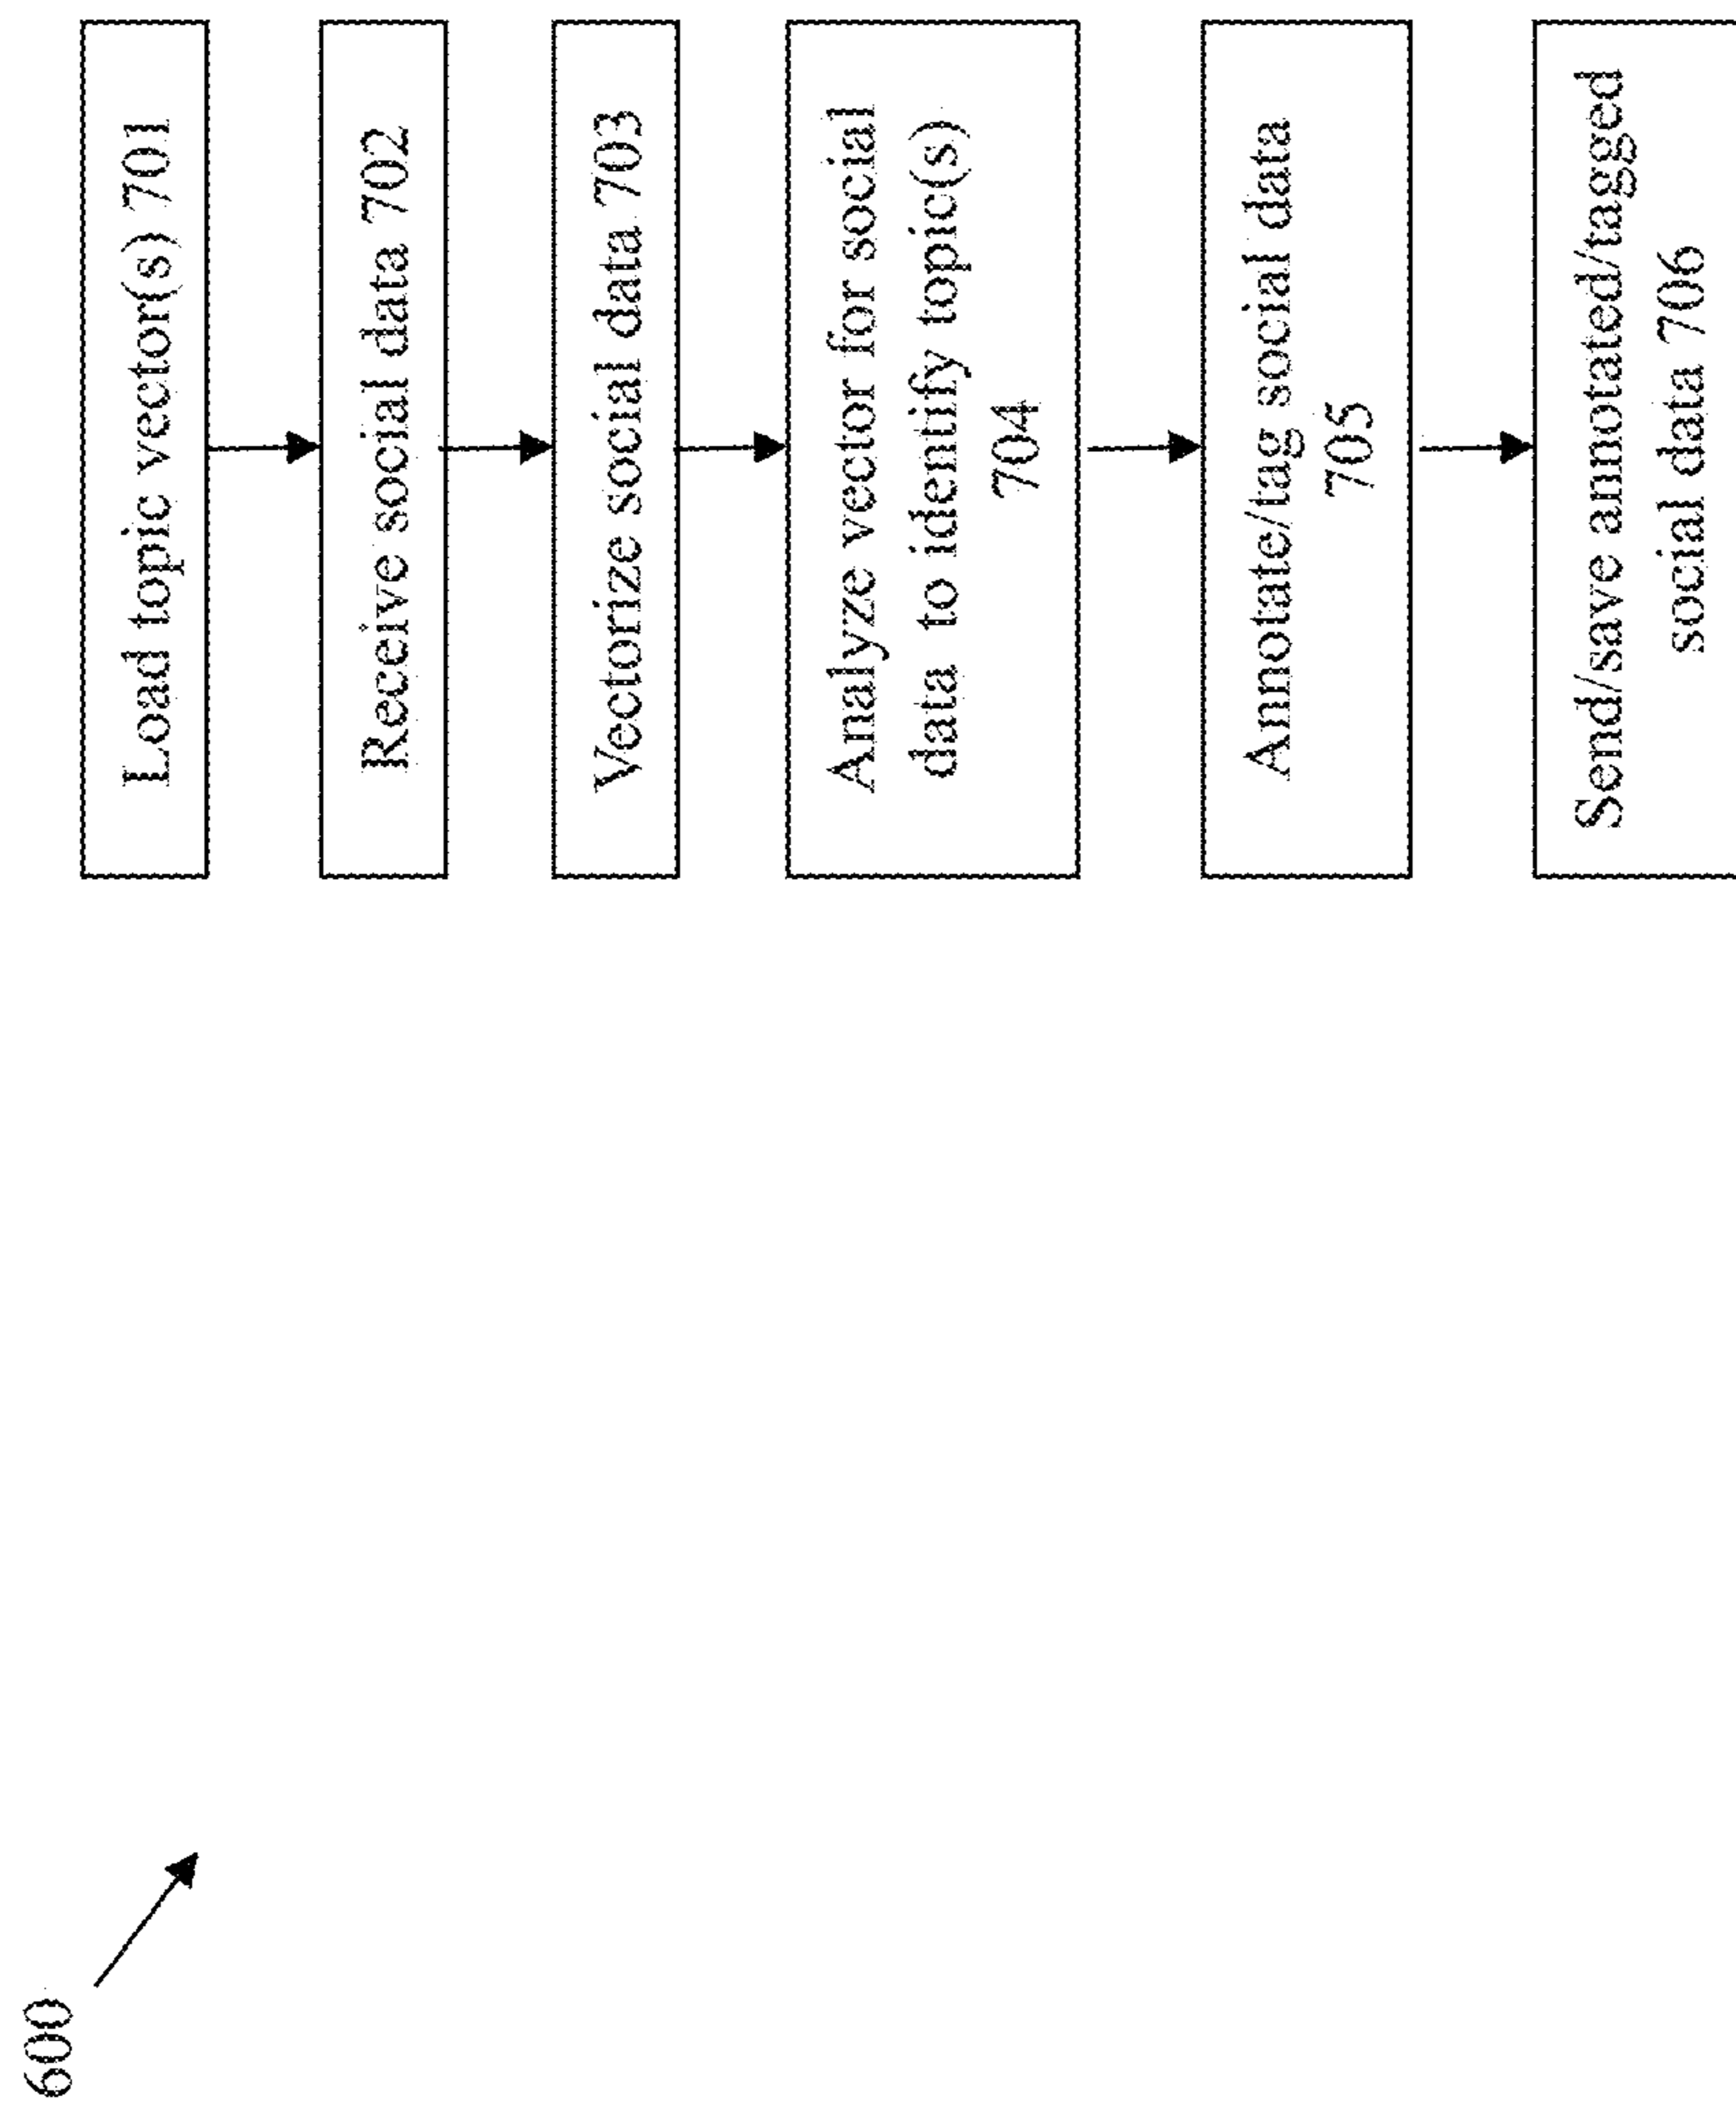 600
Load topic vector(s) 701
Receive social data 702
Vectorize social data 703
Analyze vector for social
data to identify topic(s)
704
Annotate/tag social data
705
Send/save annotated/tagged
social data 706